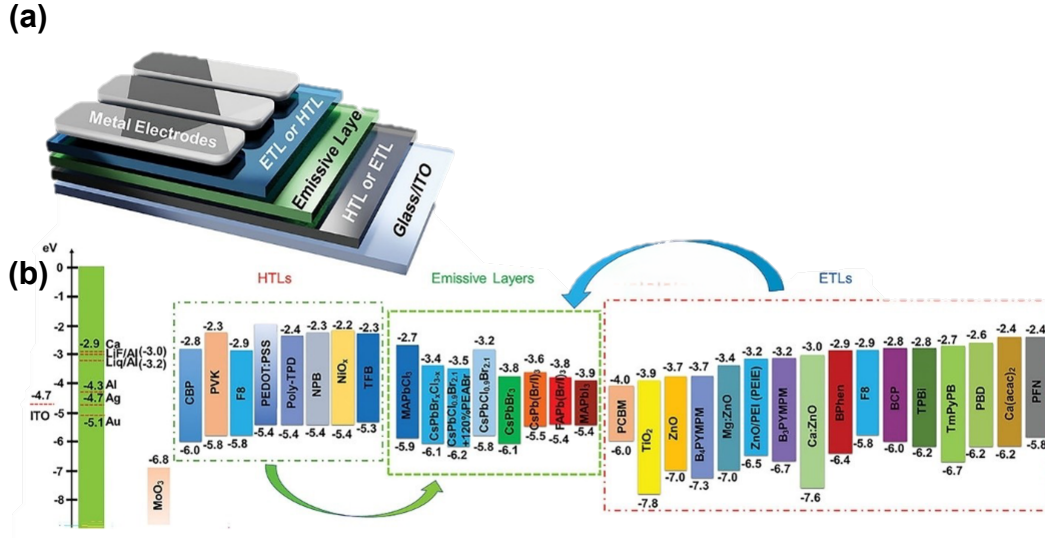 (a)
Metal Electrodes
ETL or HTL
Emissive Laye
HTL or ETL
Glass/ITO
(b)
eV
HTLs
Emissive Layers
ETLs
0
-1
-2
-3
-4
-5
-6
-7
-8
-2.9 Ca
LiF/Al(-3.0)
Liq/Al(-3.2)
-4.3 Al
-4.7 Ag
-5.1 Au
-4.7
ITO
-6.8
MoO₃
-2.8
CBP
-6.0
-2.3
PVK
-5.8
-2.9
F8
-5.8
PEDOT:PSS
-5.4
-2.4
Poly-TPD
-5.4
-2.3
NPB
-5.4
-2.2
NiOₓ
-5.4
-2.3
TFB
-5.3
-2.7
MAPbCl₃
-5.9
-3.4
CsPbBrₓCl₃₋ₓ
-6.1
-3.5
CsPbCl₀.₉Br₂.₁
+120%PEABr
-6.2
-3.2
CsPbCl₀.₉Br₂.₁
-5.8
-3.8
CsPbBr₃
-6.1
-3.6
CsPb(Br/I)₃
-5.5
-3.8
FAPb(Br/I)₃
-5.4
-3.9
MAPbI₃
-5.4
-4.0
PCBM
-6.0
-3.9
TiO₂
-7.8
-3.7
ZnO
-7.0
-3.7
B₄PYMPM
-7.3
-3.4
Mg:ZnO
-7.0
-3.2
ZnO/PEI (PEIE)
-6.5
-3.2
B₃PYMPM
-6.7
-3.0
Ca:ZnO
-7.6
-2.9
BPhen
-6.4
-2.9
F8
-5.8
-2.8
BCP
-6.0
-2.8
TPBi
-6.2
-2.7
TmPyPB
-6.7
-2.6
PBD
-6.2
-2.4
Ca(acac)₂
-6.2
-2.4
PFN
-5.8